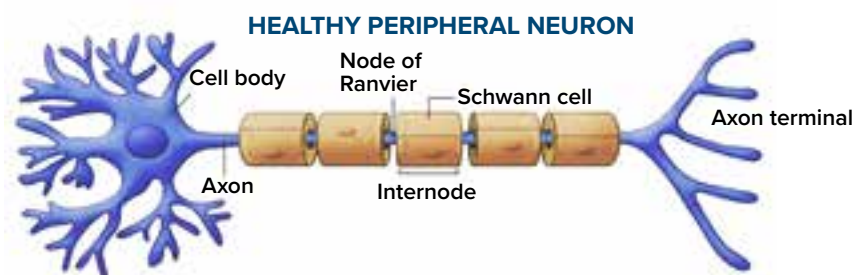 HEALTHY PERIPHERAL NEURON
Node of
Ranvier
Cell body
Schwann cell
Axon terminal
Axon
Internode